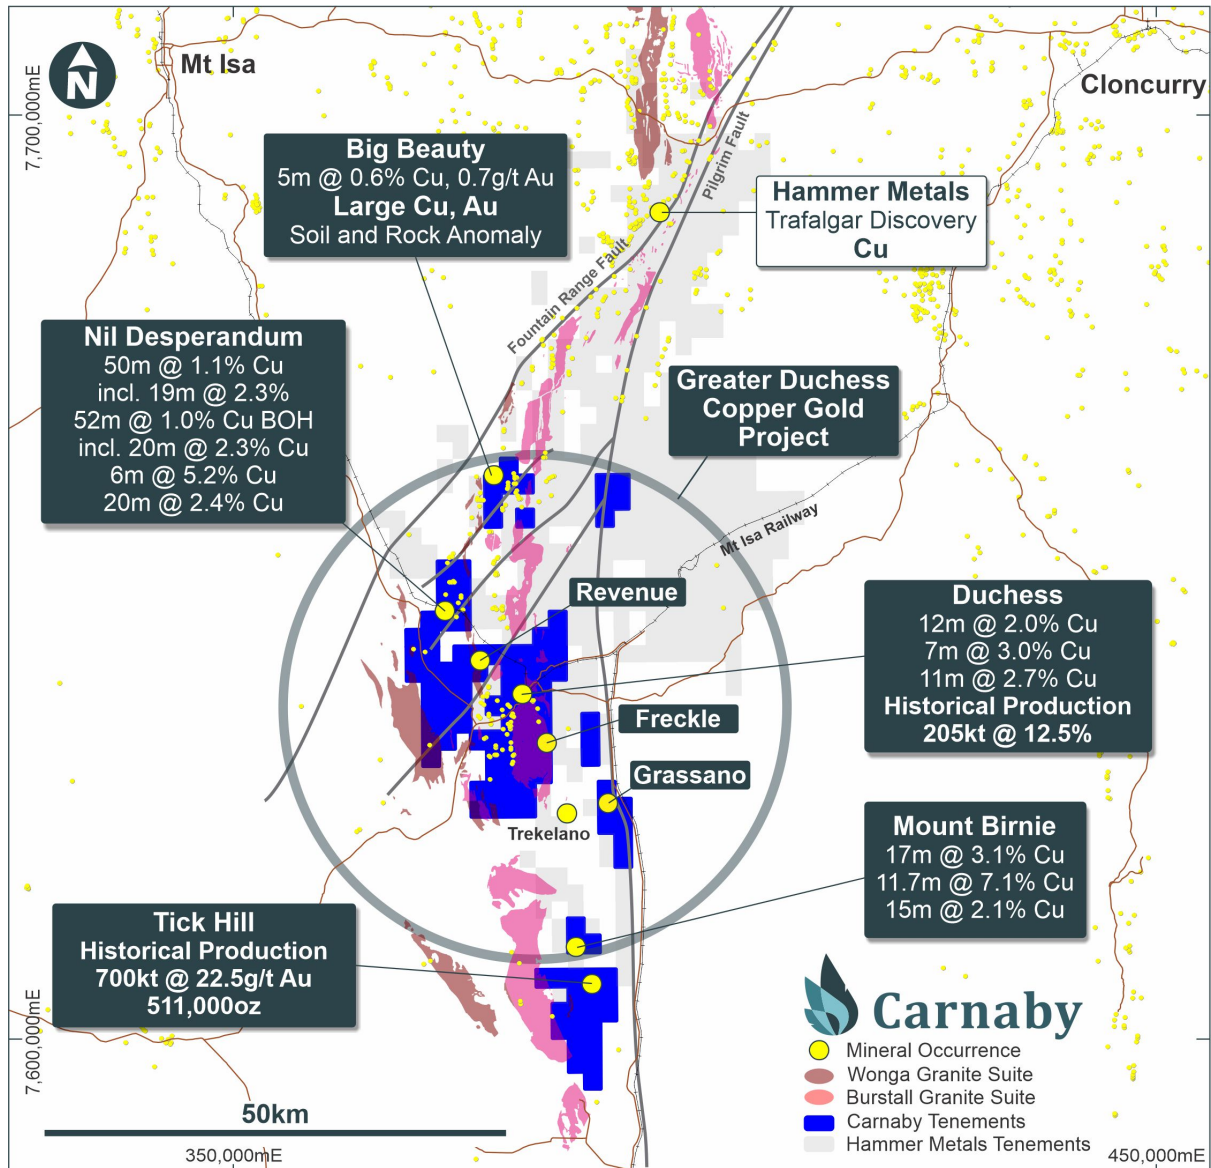 N
Mt Isa
Cloncurry
7,700,000mE
Big Beauty
5m @ 0.6% Cu, 0.7g/t Au
Large Cu, Au
Soil and Rock Anomaly
Pilgrim Fault
Hammer Metals
Trafalgar Discovery
Cu
Fountain Range Fault
Nil Desperandum
50m @ 1.1% Cu
incl. 19m @ 2.3%
52m @ 1.0% Cu BOH
incl. 20m @ 2.3% Cu
6m @ 5.2% Cu
20m @ 2.4% Cu
Greater Duchess
Copper Gold
Project
Mt Isa Railway
Revenue
Duchess
12m @ 2.0% Cu
7m @ 3.0% Cu
11m @ 2.7% Cu
Historical Production
205kt @ 12.5%
Freckle
Grassano
Trekelano
Mount Birnie
17m @ 3.1% Cu
11.7m @ 7.1% Cu
15m @ 2.1% Cu
Tick Hill
Historical Production
700kt @ 22.5g/t Au
511,000oz
7,600,000mE
Carnaby
Mineral Occurrence
Wonga Granite Suite
Burstall Granite Suite
Carnaby Tenements
Hammer Metals Tenements
50km
350,000mE
450,000mE